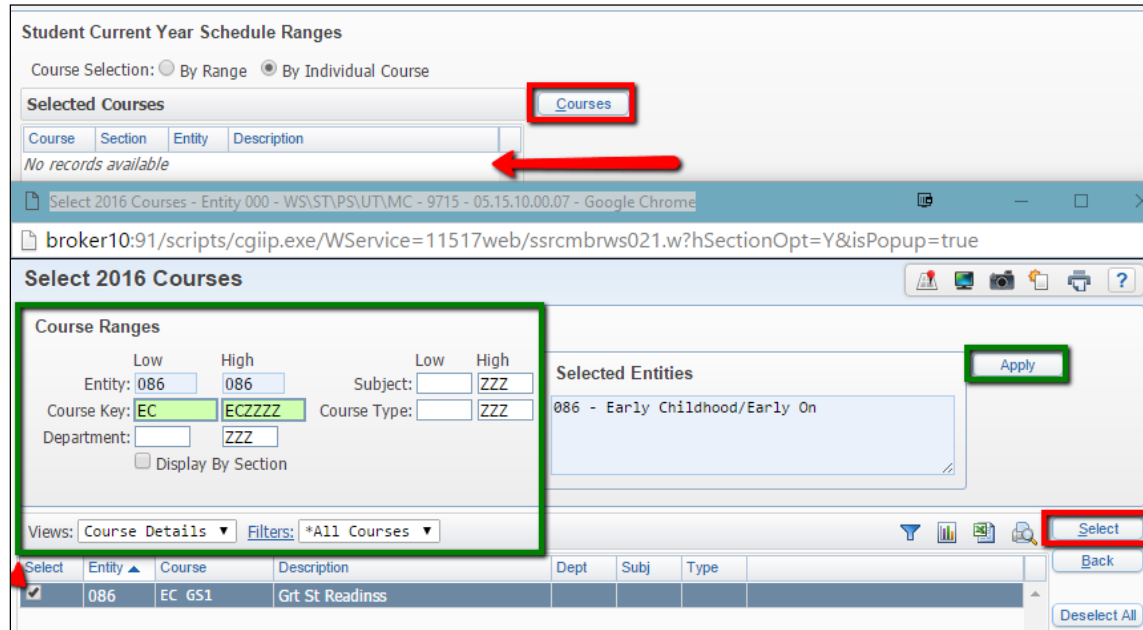 Student Current Year Schedule Ranges
Course Selection: By Range By Individual Course
Selected Courses Courses
Course Section Entity Description
No records available
Select 2016 Courses - Entity 000 - WS\ST\PS\UT\MC - 9715 - 05.15.10.00.07 - Google Chrome
broker10:91/scripts/cgiip.exe/WService=11517web/ssrcmbrws021.w?hSectionOpt=Y&isPopup=true
Select 2016 Courses ?
Course Ranges
Low High Low High
Entity: 086 086 Subject: ZZZ
Course Key: EC ECZZZZ Course Type: ZZZ
Department: ZZZ
Display By Section
Selected Entities Apply
086 - Early Childhood/Early On
Views: Course Details Filters: *All Courses Select
Back
Select Entity Course Description Dept Subj Type
086 EC GS1 Grt St Readinss
Deselect All